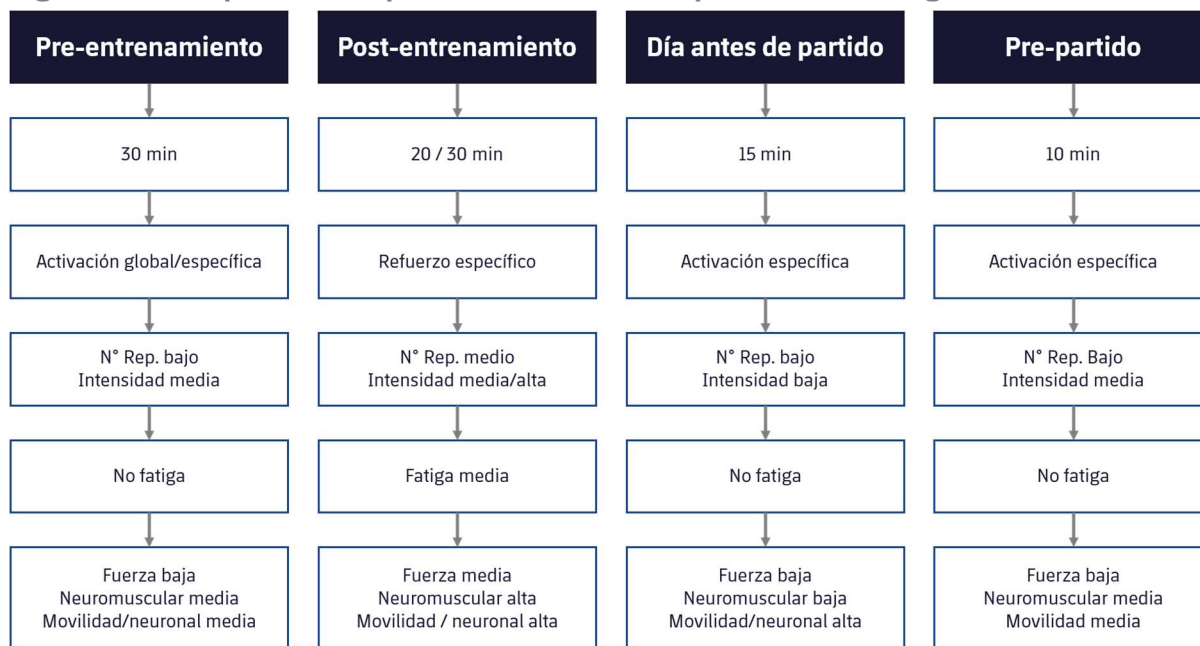 Pre-entrenamiento
Post-entrenamiento
Día antes de partido
Pre-partido
30 min
20 / 30 min
15 min
10 min
Activación global/específica
Refuerzo específico
Activación específica
Activación específica
N° Rep. bajo
Intensidad media
N° Rep. medio
Intensidad media/alta
N° Rep. bajo
Intensidad baja
N° Rep. Bajo
Intensidad media
No fatiga
Fatiga media
No fatiga
No fatiga
Fuerza baja
Neuromuscular media
Movilidad/neuronal media
Fuerza media
Neuromuscular alta
Movilidad / neuronal alta
Fuerza baja
Neuromuscular baja
Movilidad/neuronal alta
Fuerza baja
Neuromuscular media
Movilidad media